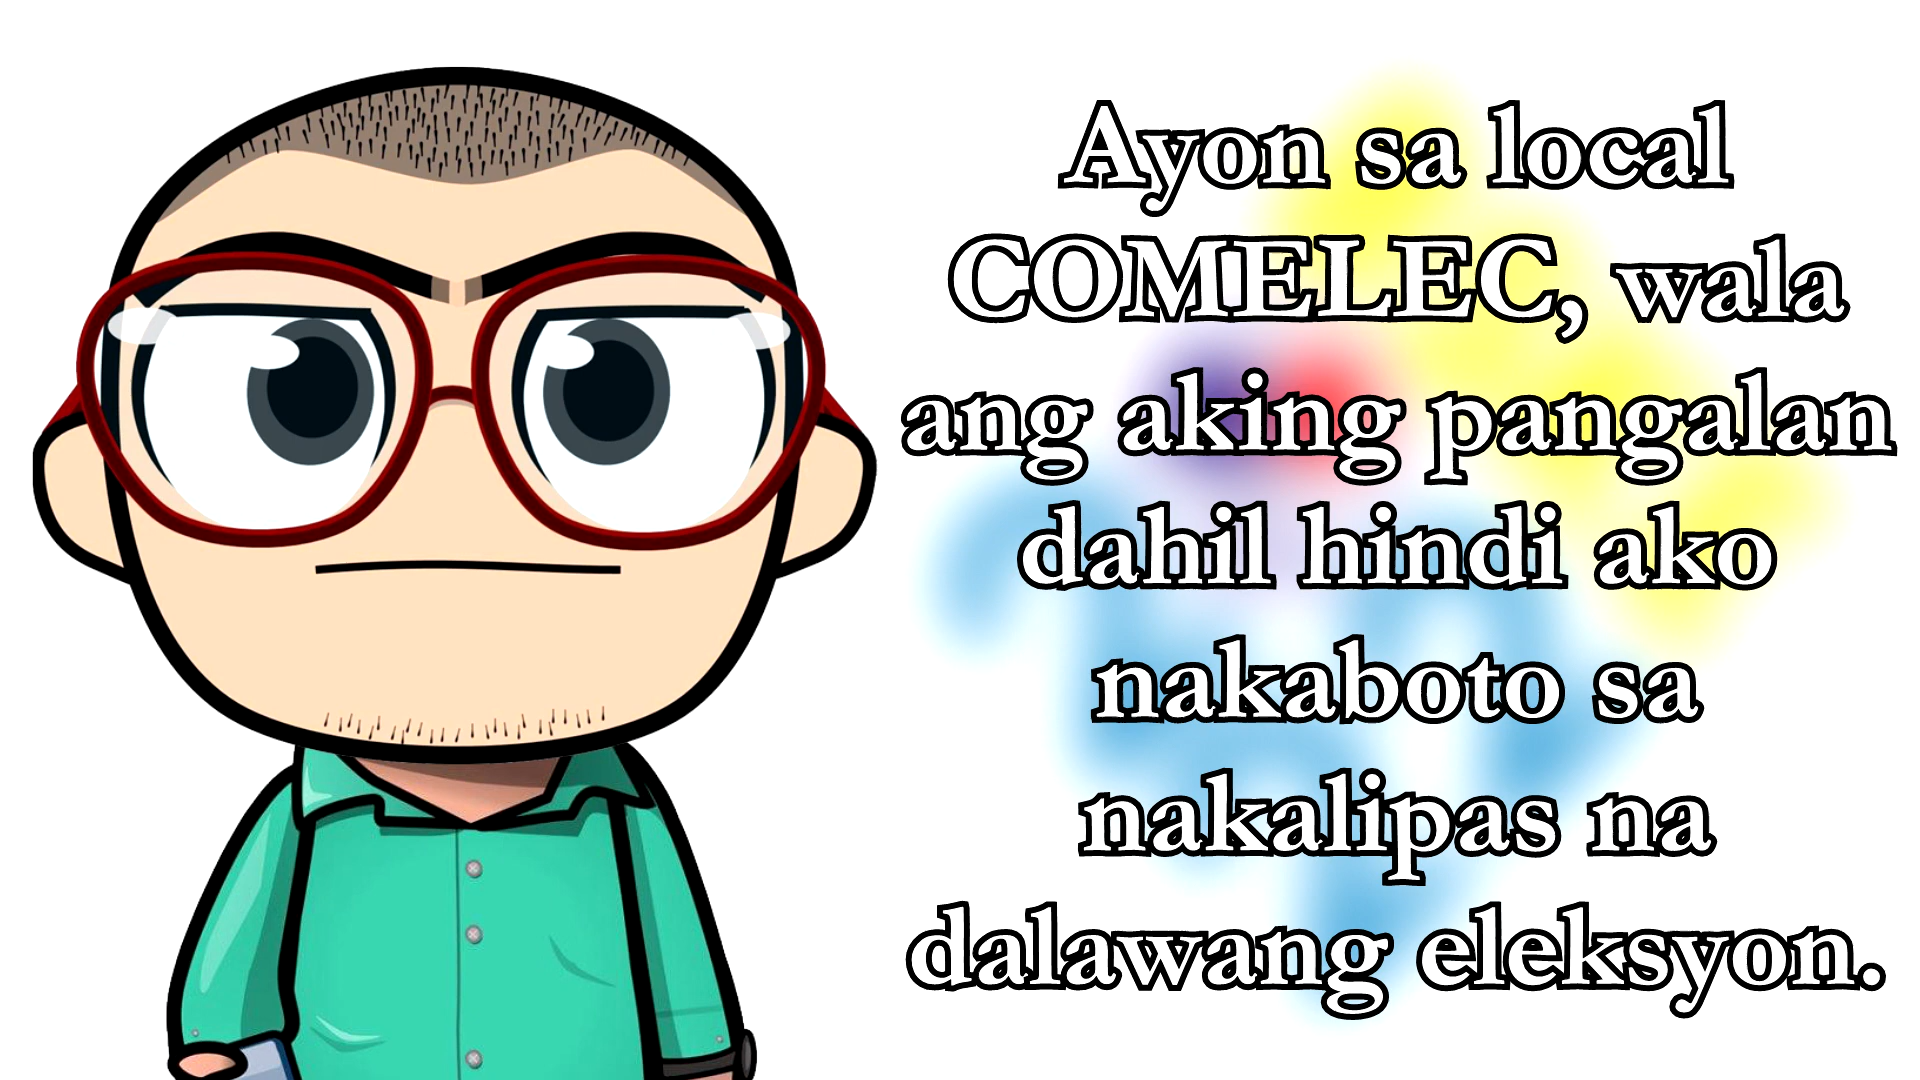 Ayon sa local
COMELEC, wala
ang aking pangalan
dahil hindi ako
nakaboto sa
nakalipas na
dalawang eleksyon.